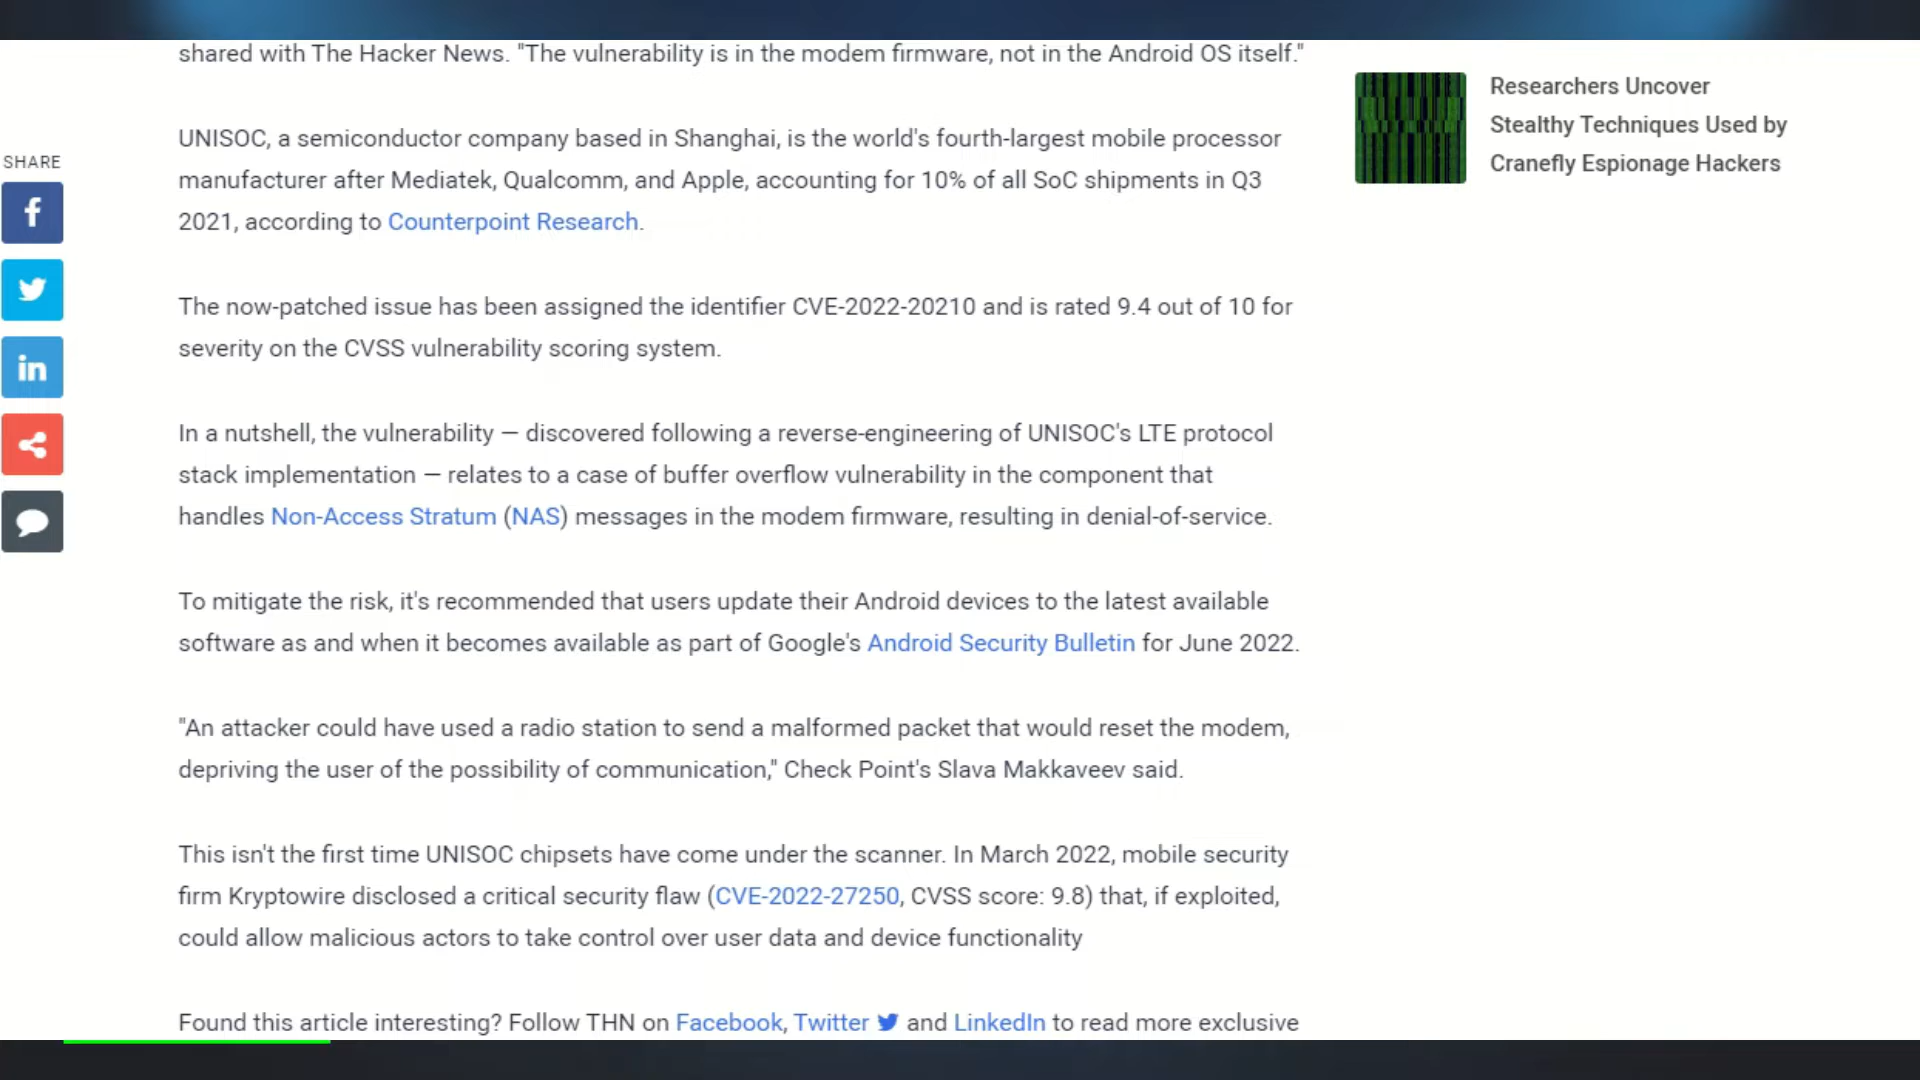 shared with The Hacker News. "The vulnerability is in the modem firmware, not in the Android OS itself."
UNISOC, a semiconductor company based in Shanghai, is the world's fourth-largest mobile processor
manufacturer after Mediatek, Qualcomm, and Apple, accounting for 10% of all SoC shipments in Q3
2021, according to Counterpoint Research.
The now-patched issue has been assigned the identifier CVE-2022-20210 and is rated 9.4 out of 10 for
severity on the CVSS vulnerability scoring system.
In a nutshell, the vulnerability — discovered following a reverse-engineering of UNISOC's LTE protocol
stack implementation — relates to a case of buffer overflow vulnerability in the component that
handles Non-Access Stratum (NAS) messages in the modem firmware, resulting in denial-of-service.
To mitigate the risk, it's recommended that users update their Android devices to the latest available
software as and when it becomes available as part of Google's Android Security Bulletin for June 2022.
"An attacker could have used a radio station to send a malformed packet that would reset the modem,
depriving the user of the possibility of communication," Check Point's Slava Makkaveev said.
This isn't the first time UNISOC chipsets have come under the scanner. In March 2022, mobile security
firm Kryptowire disclosed a critical security flaw (CVE-2022-27250, CVSS score: 9.8) that, if exploited,
could allow malicious actors to take control over user data and device functionality
Found this article interesting? Follow THN on Facebook, Twitter and LinkedIn to read more exclusive
SHARE
f
in
Researchers Uncover
Stealthy Techniques Used by
Cranefly Espionage Hackers